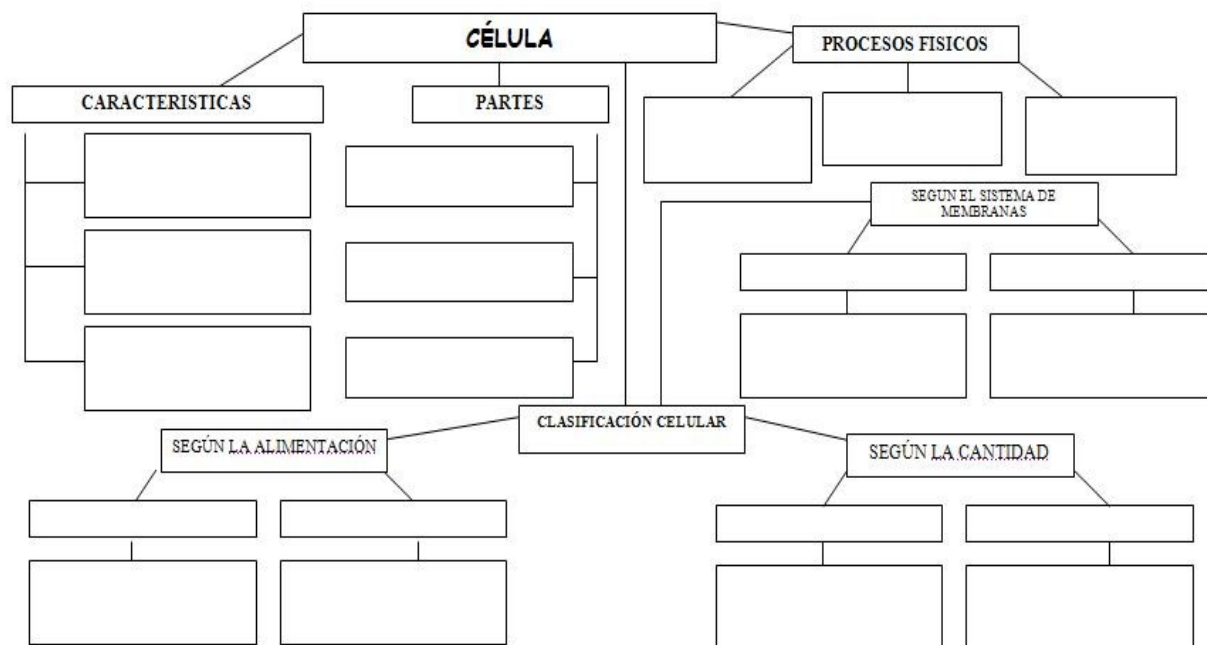 CÉLULA
PROCESOS FISICOS
CARACTERISTICAS
PARTES
SEGUN EL SISTEMA DE
MEMBRANAS
CLASIFICACIÓN CELULAR
SEGÚN LA ALIMENTACIÓN
SEGÚN LA CANTIDAD